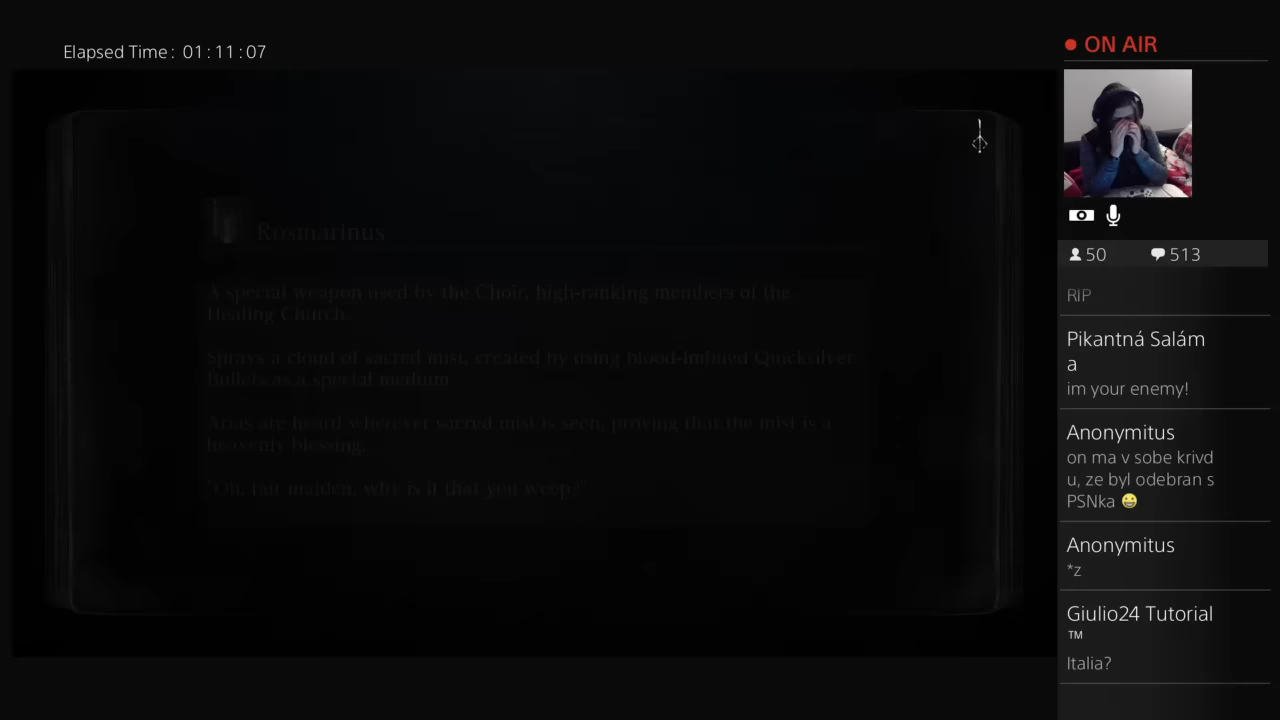 Elapsed Time: 01:11:07
ON AIR
50
513
RIP
Pikantná Salám
a
im your enemy!
Anonymitus
on ma v sobe krivd
u, ze byl odebran s
PSNka
Anonymitus
*z
Giulio24 Tutorial
™
Italia?
Rosmarinus
A special weapon used by the Choir, high-ranking members of the
Healing Church.
Sprays a cloud of sacred mist, created by using blood-imbued Quicksilver
Bullets as a special medium.
Arias are heard wherever sacred mist is seen, proving that the mist is a
heavenly blessing.
"Oh, fair maiden, why is it that you weep?"